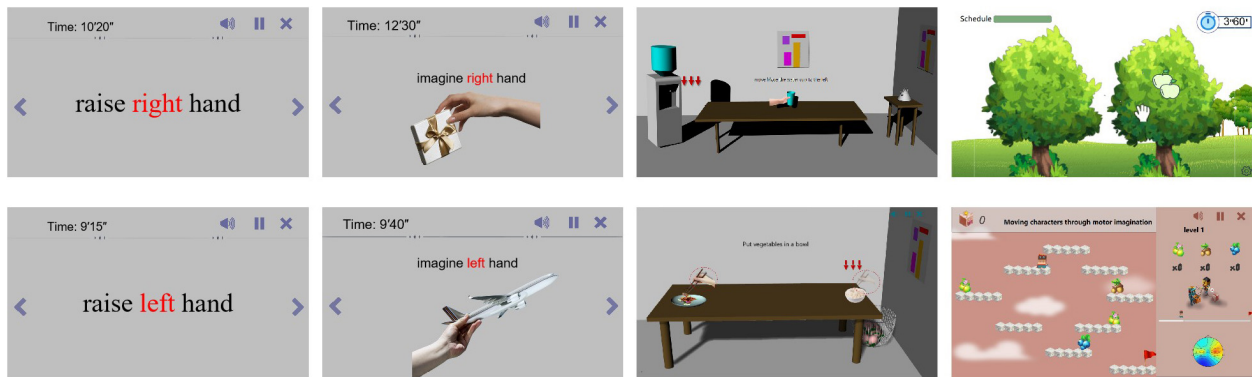 Time: 10'20"
raise right hand
Time: 12'30"
imagine right hand
Schedule
3'60'
Time: 9'15"
raise left hand
Time: 9'40"
imagine left hand
Put vegetables in a bowl
0
Moving characters through motor imagination
level 1
x0 x0 x0